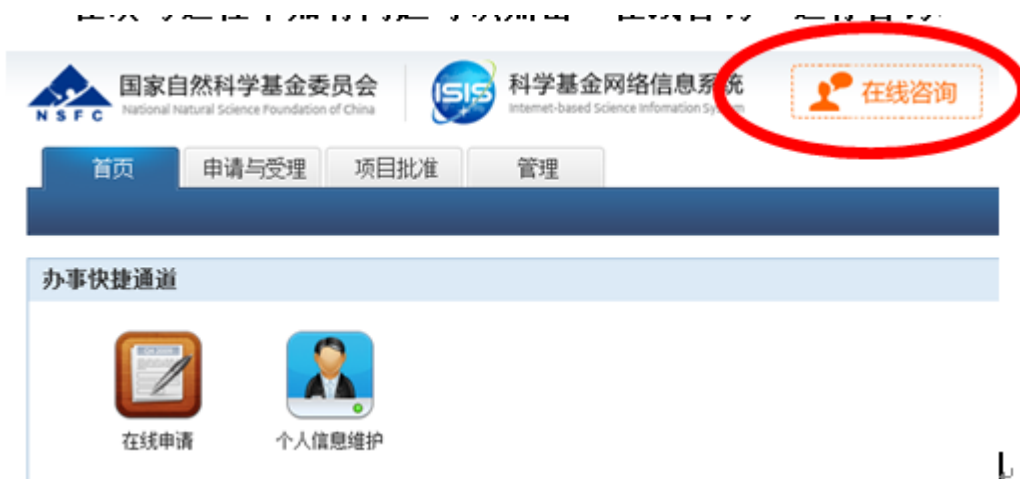 国家自然科学基金委员会
National Natural Science Foundation of China
NSFC
ISIS
科学基金网络信息系统
Internet-based Science Infomation System
在线咨询
首页
申请与受理
项目批准
管理
办事快捷通道
在线申请
个人信息维护